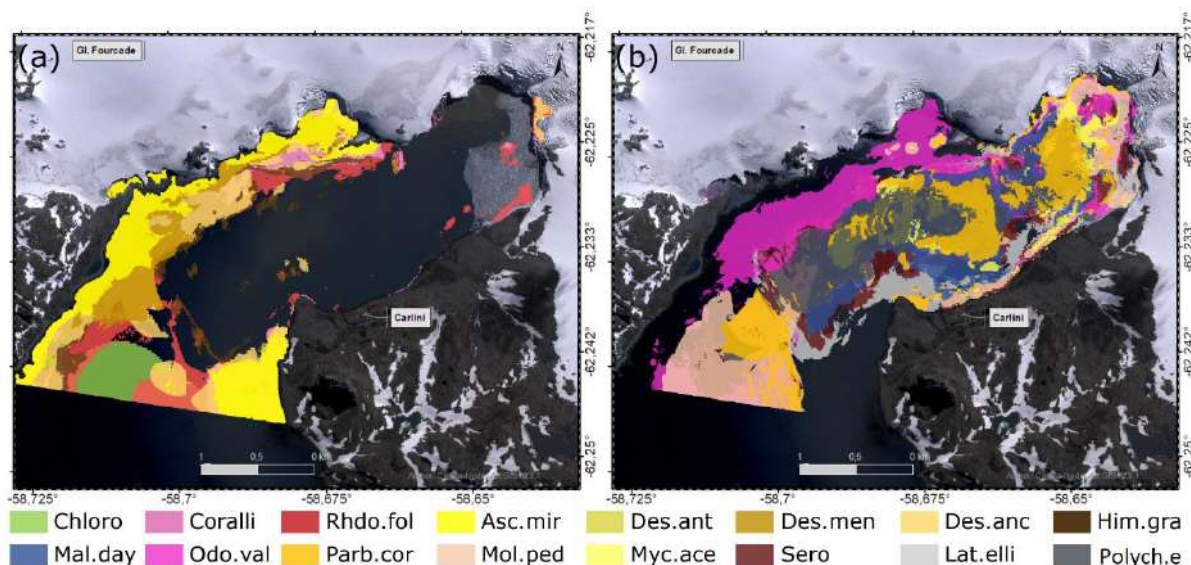 (a)
Gl. Fourcade
N
Carlini
1 0,5 0 km
-58,725° -58,7° -58,675° -58,65°
-62,217°
-62,225°
-62,233°
-62,242°
-62,25°
(b)
Gl. Fourcade
N
Carlini
1 0,5 0 km
-58,725° -58,7° -58,675° -58,65°
-62,217°
-62,225°
-62,233°
-62,242°
-62,25°
Chloro Coralli Rhdo.fol Asc.mir Des.ant Des.men Des.anc Him.gra
Mal.day Odo.val Parb.cor Mol.ped Myc.ace Sero Lat.elli Polych.e